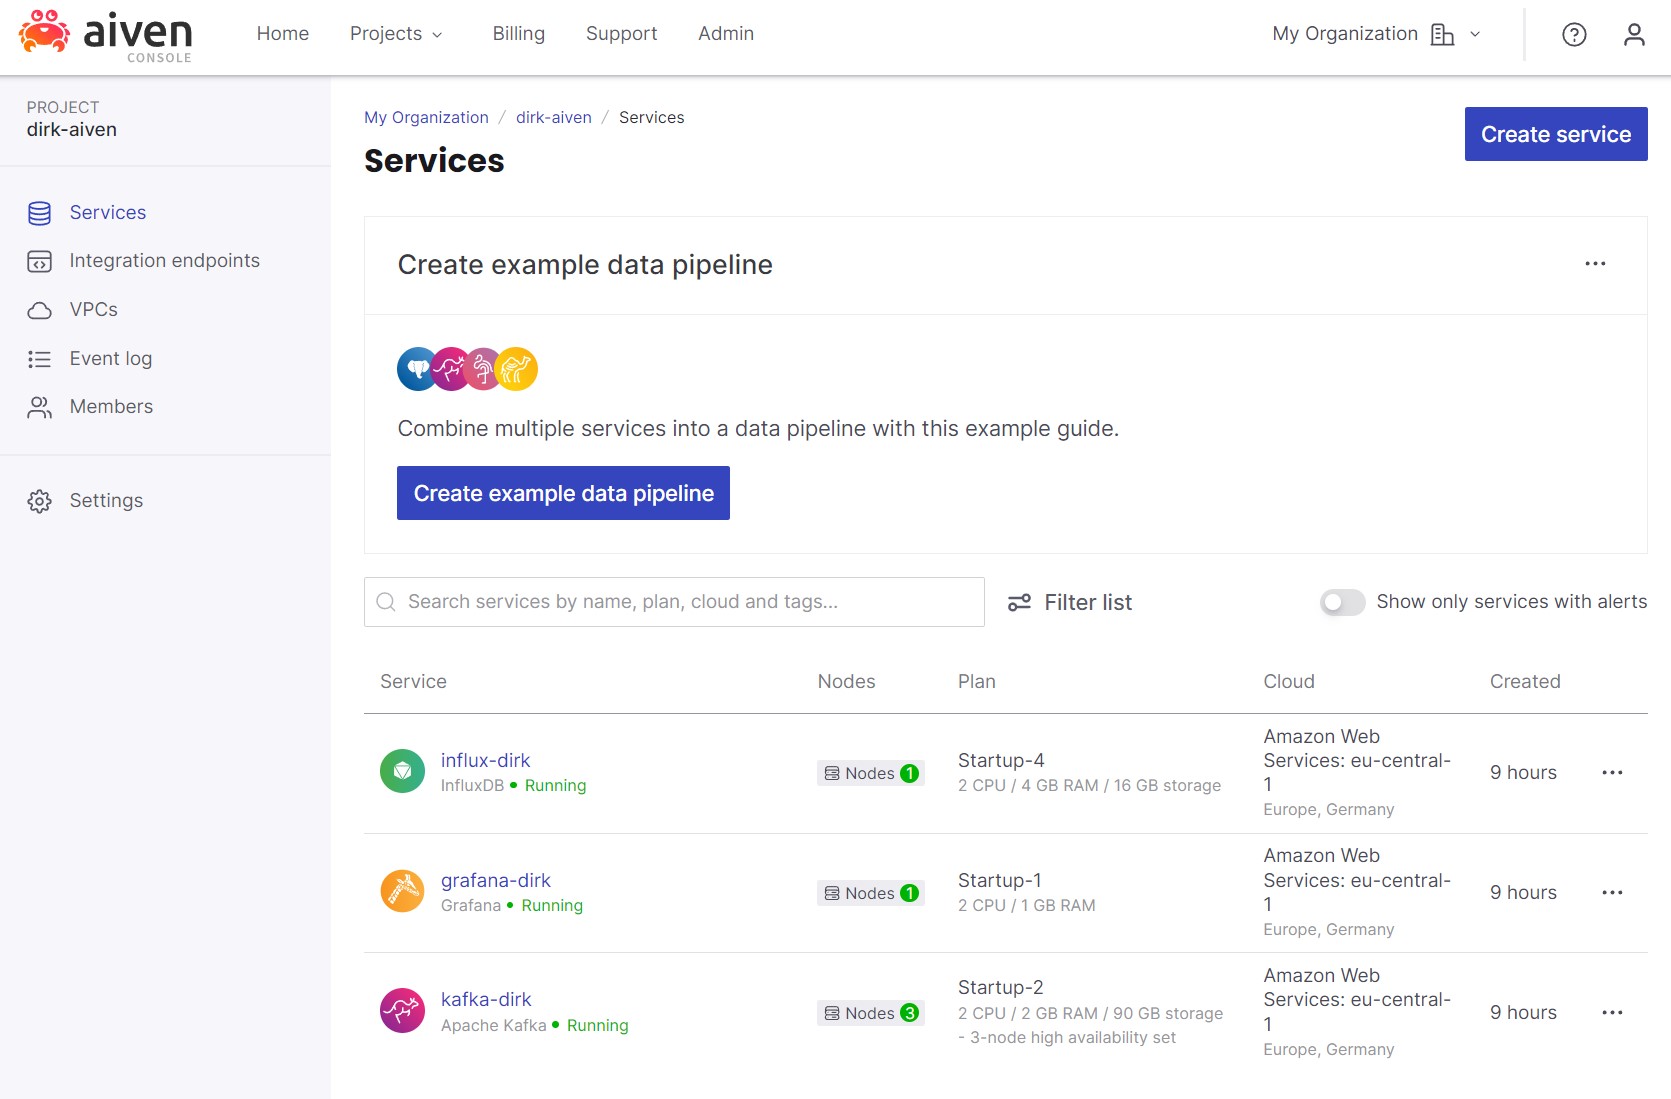 aiven
CONSOLE
Home
Projects
Billing
Support
Admin
My Organization
PROJECT
dirk-aiven
Services
Integration endpoints
VPCs
Event log
Members
Settings
My Organization / dirk-aiven / Services
Services
Create service
Create example data pipeline
Combine multiple services into a data pipeline with this example guide.
Create example data pipeline
Search services by name, plan, cloud and tags...
Filter list
Show only services with alerts
Service Nodes Plan Cloud Created
influx-dirk
InfluxDB • Running
Nodes 1
Startup-4
2 CPU / 4 GB RAM / 16 GB storage
Amazon Web
Services: eu-central-
1
Europe, Germany
9 hours
grafana-dirk
Grafana • Running
Nodes 1
Startup-1
2 CPU / 1 GB RAM
Amazon Web
Services: eu-central-
1
Europe, Germany
9 hours
kafka-dirk
Apache Kafka • Running
Nodes 3
Startup-2
2 CPU / 2 GB RAM / 90 GB storage
- 3-node high availability set
Amazon Web
Services: eu-central-
1
Europe, Germany
9 hours